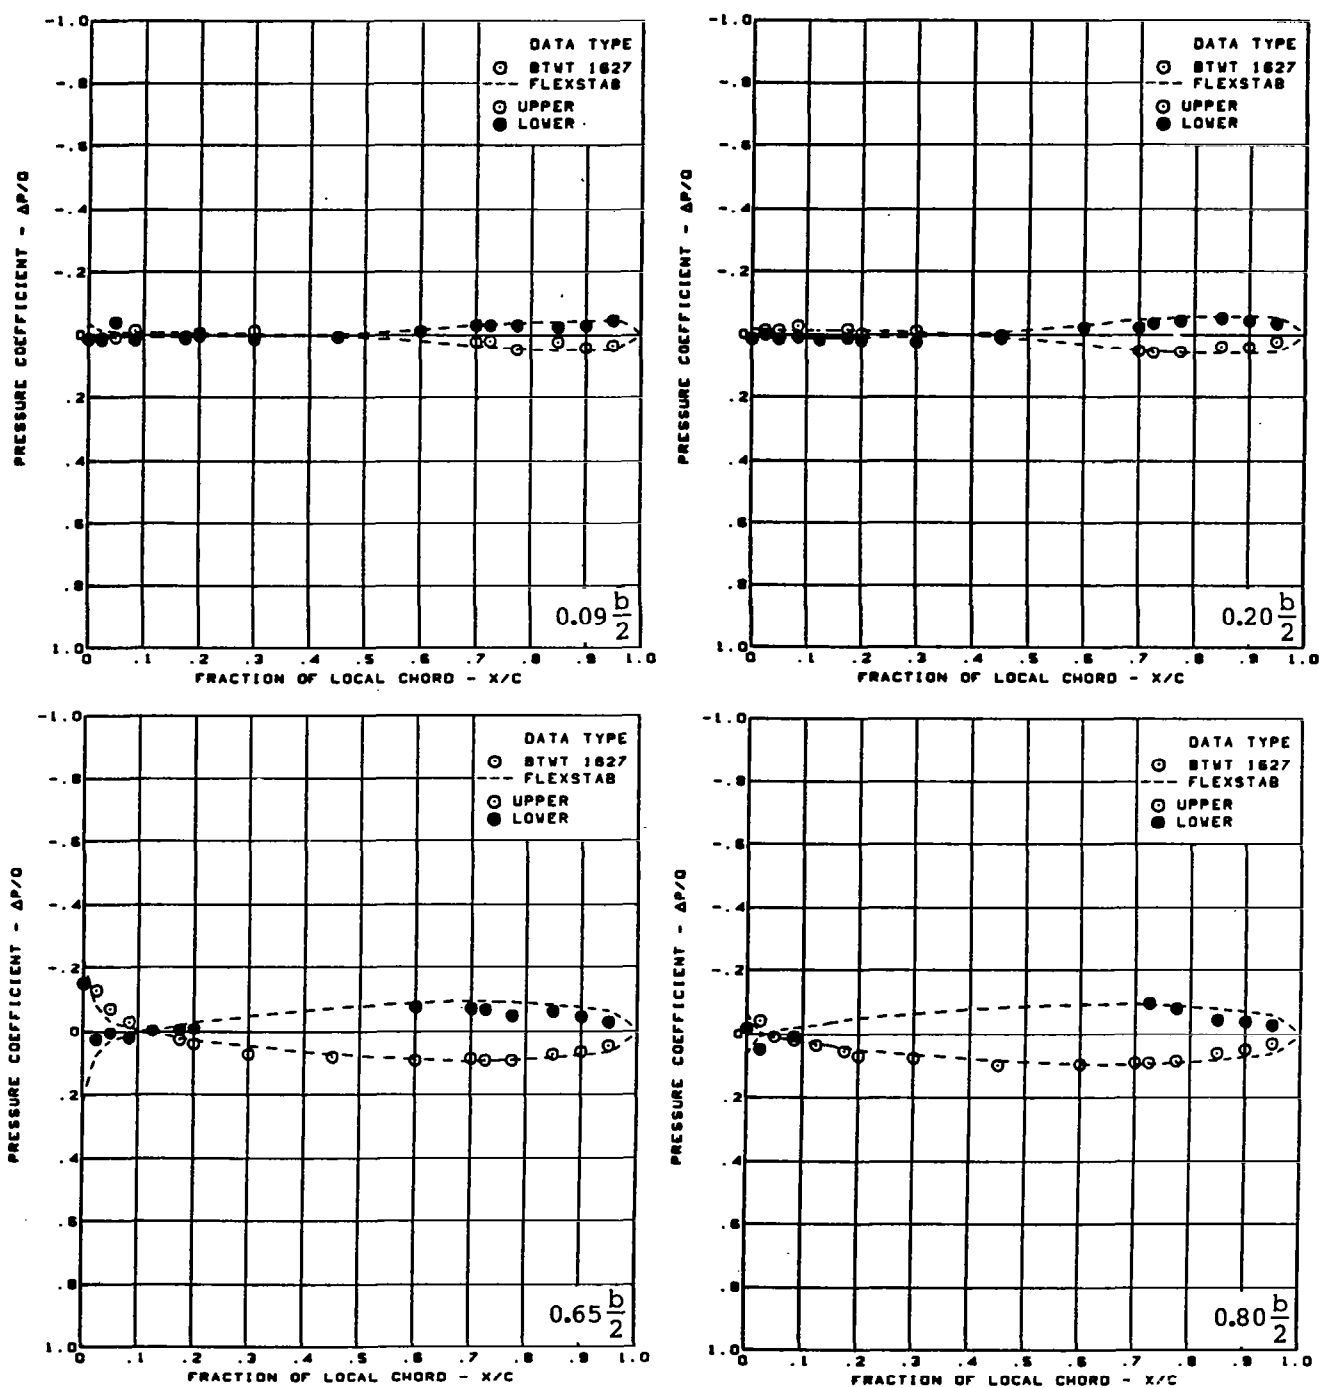 -1.0
-.8
-.6
-.4
-.2
0
.2
.4
.6
.8
1.0
PRESSURE COEFFICIENT - ΔP/Q
DATA TYPE
BTWT 1627
FLEXSTAB
UPPER
LOWER
0.09 b/2
0 .1 .2 .3 .4 .5 .6 .7 .8 .9 1.0
FRACTION OF LOCAL CHORD - X/C
-1.0
-.8
-.6
-.4
-.2
0
.2
.4
.6
.8
1.0
PRESSURE COEFFICIENT - ΔP/Q
DATA TYPE
BTWT 1627
FLEXSTAB
UPPER
LOWER
0.20 b/2
0 .1 .2 .3 .4 .5 .6 .7 .8 .9 1.0
FRACTION OF LOCAL CHORD - X/C
-1.0
-.8
-.6
-.4
-.2
0
.2
.4
.6
.8
1.0
PRESSURE COEFFICIENT - ΔP/Q
DATA TYPE
BTWT 1627
FLEXSTAB
UPPER
LOWER
0.65 b/2
0 .1 .2 .3 .4 .5 .6 .7 .8 .9 1.0
FRACTION OF LOCAL CHORD - X/C
-1.0
-.8
-.6
-.4
-.2
0
.2
.4
.6
.8
1.0
PRESSURE COEFFICIENT - ΔP/Q
DATA TYPE
BTWT 1627
FLEXSTAB
UPPER
LOWER
0.80 b/2
0 .1 .2 .3 .4 .5 .6 .7 .8 .9 1.0
FRACTION OF LOCAL CHORD - X/C